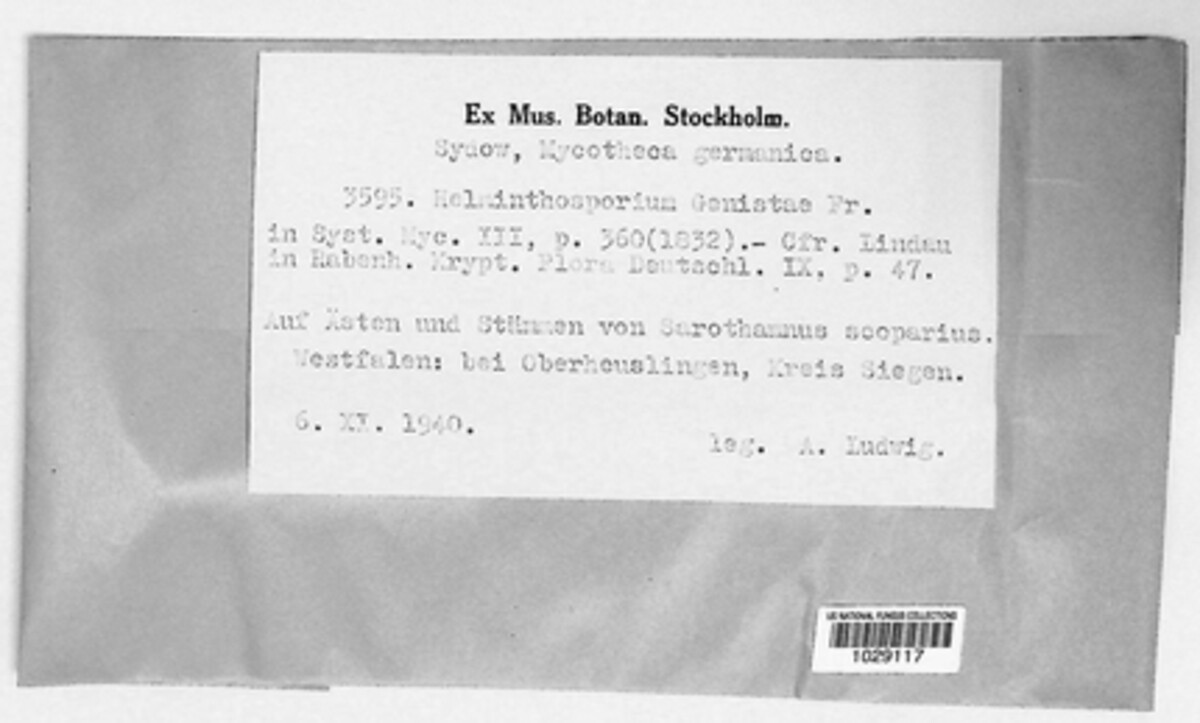 Ex Mus. Botan. Stockholm.
Sydow, Mycotheca germanica.
3595. Helminthosporium Genistae Fr.
in Syst. Myc. III, p. 360(1832).- Cfr. Lindau
in Rabenh. Krypt. Flora Deutschl. IX, p. 47.
Auf Ästen und Stämmen von Sarothamnus scoparius.
Westfalen: bei Oberheuslingen, Kreis Siegen.
6. XI. 1940.
leg. A. Ludwig.
US NATIONAL FUNGUS COLLECTIONS
1029117